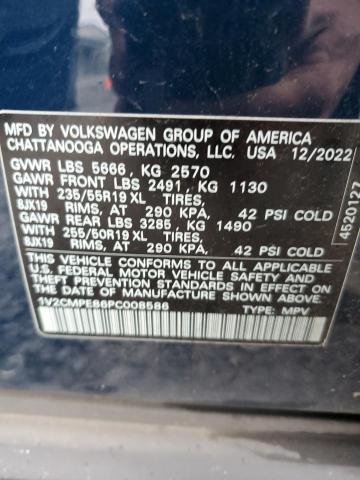 MFD BY VOLKSWAGEN GROUP OF AMERICA
CHATTANOOGA OPERATIONS, LLC. USA 12/2022
GVWR LBS 5666, KG 2570
GAWR FRONT LBS 2491, KG 1130
WITH 235/55R19 XL TIRES,
8JX19 RIMS, AT 290 KPA, 42 PSI COLD
GAWR REAR LBS 3285, KG 1490
WITH 255/50R19 XL TIRES,
8JX19 RIMS, AT 290 KPA, 42 PSI COLD
THIS VEHICLE CONFORMS TO ALL APPLICABLE
U.S. FEDERAL MOTOR VEHICLE SAFETY AND
THEFT PREVENTION STANDARDS IN EFFECT
ON THE DATE OF MANUFACTURE SHOWN ABOVE.
1V2CMPE86PC008586 TYPE: MPV
4520127